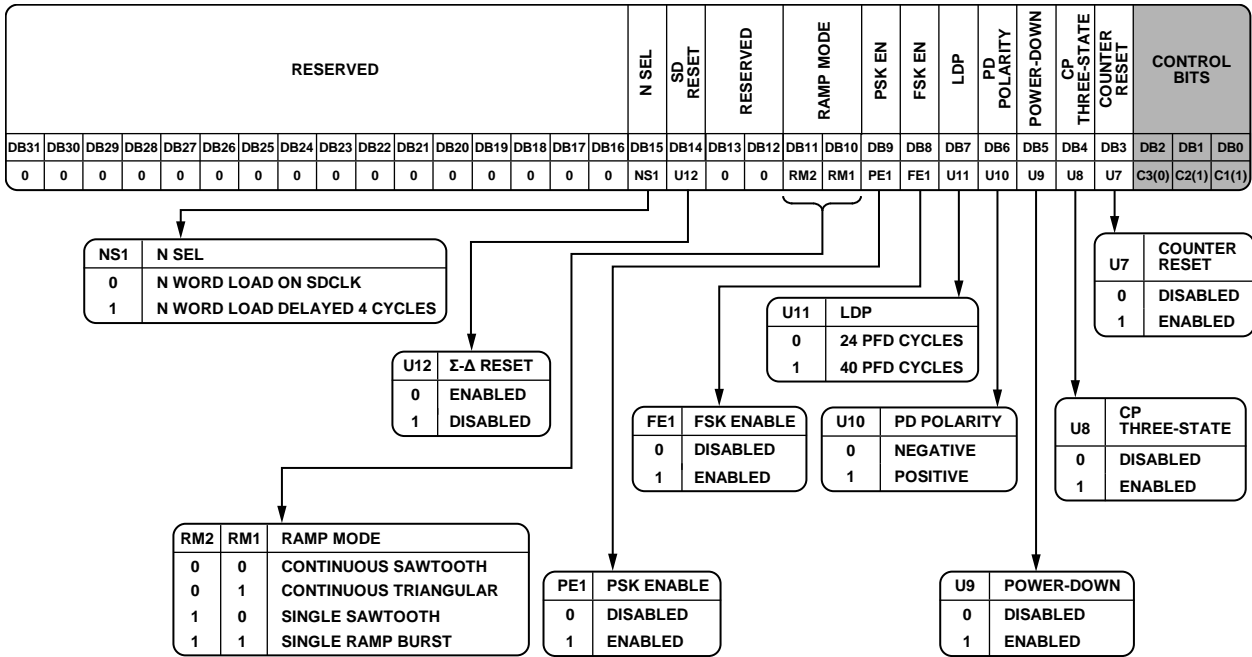 RESERVED
N SEL
SD
RESET
RESERVED
RAMP MODE
PSK EN
FSK EN
LDP
PD
POLARITY
POWER-DOWN
CP
THREE-STATE
COUNTER
RESET
CONTROL
BITS
DB31 DB30 DB29 DB28 DB27 DB26 DB25 DB24 DB23 DB22 DB21 DB20 DB19 DB18 DB17 DB16 DB15 DB14 DB13 DB12 DB11 DB10 DB9 DB8 DB7 DB6 DB5 DB4 DB3 DB2 DB1 DB0
0 0 0 0 0 0 0 0 0 0 0 0 0 0 0 0 NS1 U12 0 0 RM2 RM1 PE1 FE1 U11 U10 U9 U8 U7 C3(0) C2(1) C1(1)
NS1 N SEL
0 N WORD LOAD ON SDCLK
1 N WORD LOAD DELAYED 4 CYCLES
U7 COUNTER
RESET
0 DISABLED
1 ENABLED
U11 LDP
0 24 PFD CYCLES
1 40 PFD CYCLES
U12 Σ-Δ RESET
0 ENABLED
1 DISABLED
FE1 FSK ENABLE
0 DISABLED
1 ENABLED
U10 PD POLARITY
0 NEGATIVE
1 POSITIVE
U8 CP
THREE-STATE
0 DISABLED
1 ENABLED
RM2 RM1 RAMP MODE
0 0 CONTINUOUS SAWTOOTH
0 1 CONTINUOUS TRIANGULAR
1 0 SINGLE SAWTOOTH
1 1 SINGLE RAMP BURST
PE1 PSK ENABLE
0 DISABLED
1 ENABLED
U9 POWER-DOWN
0 DISABLED
1 ENABLED